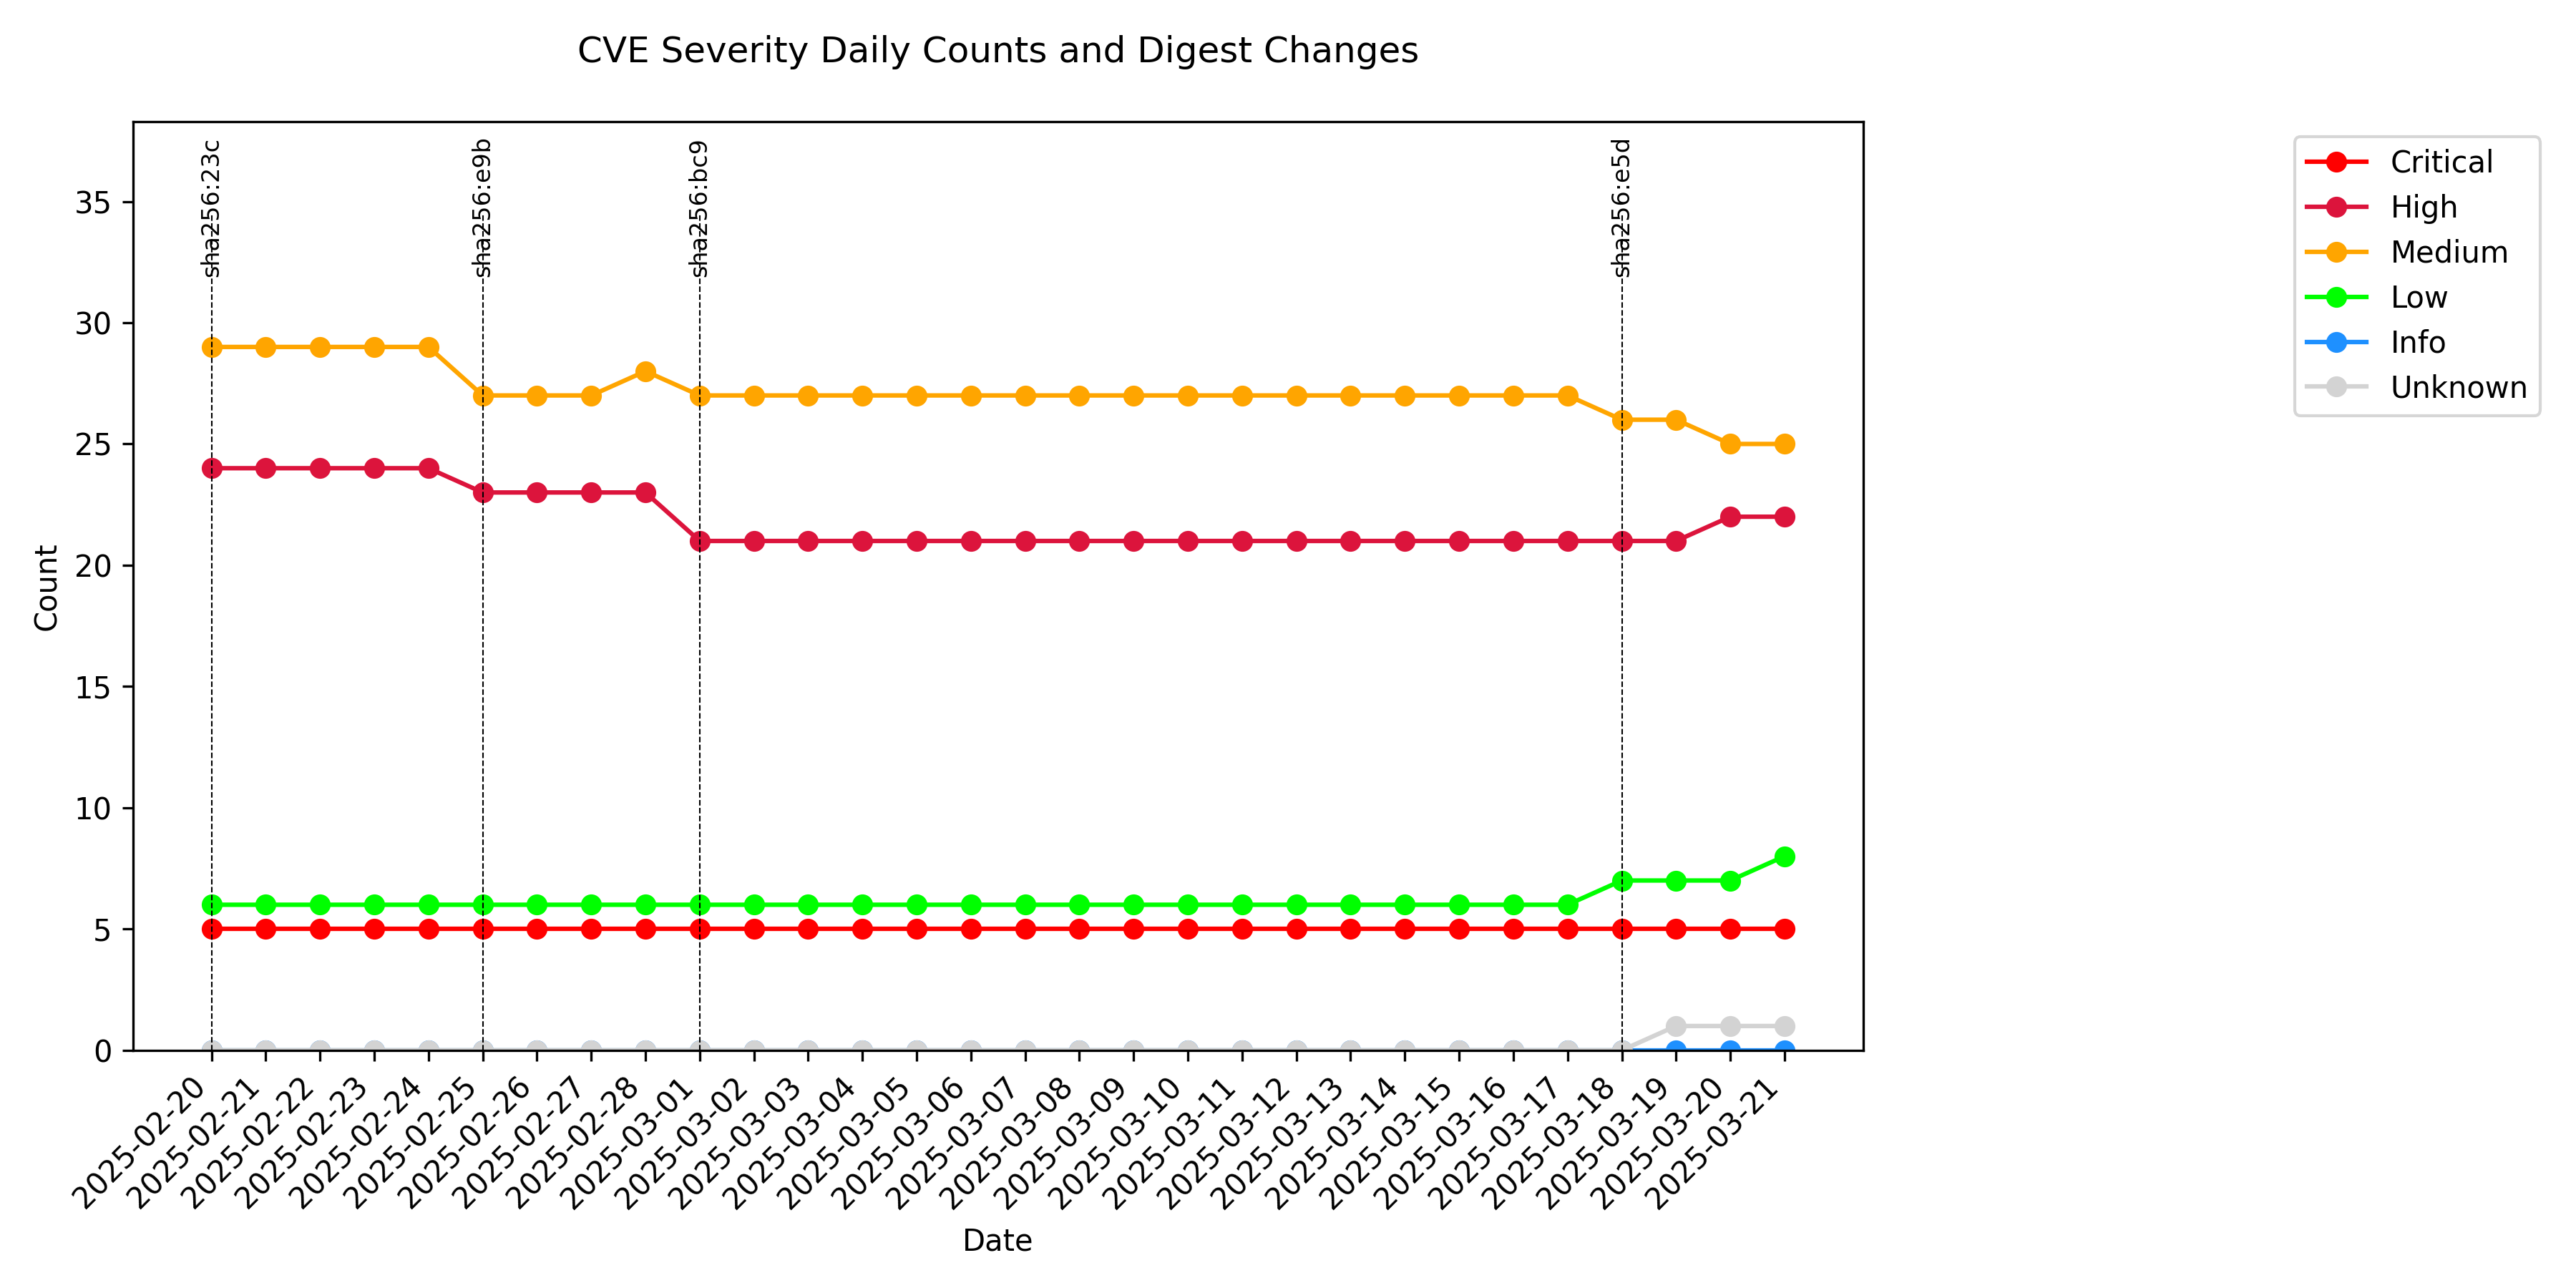 CVE Severity Daily Counts and Digest Changes
sha256:23c
sha256:e9b
sha256:bc9
sha256:e5d
Critical
High
Medium
Low
Info
Unknown
35
30
25
20
15
10
5
0
Count
2025-02-20
2025-02-21
2025-02-22
2025-02-23
2025-02-24
2025-02-25
2025-02-26
2025-02-27
2025-02-28
2025-03-01
2025-03-02
2025-03-03
2025-03-04
2025-03-05
2025-03-06
2025-03-07
2025-03-08
2025-03-09
2025-03-10
2025-03-11
2025-03-12
2025-03-13
2025-03-14
2025-03-15
2025-03-16
2025-03-17
2025-03-18
2025-03-19
2025-03-20
2025-03-21
Date